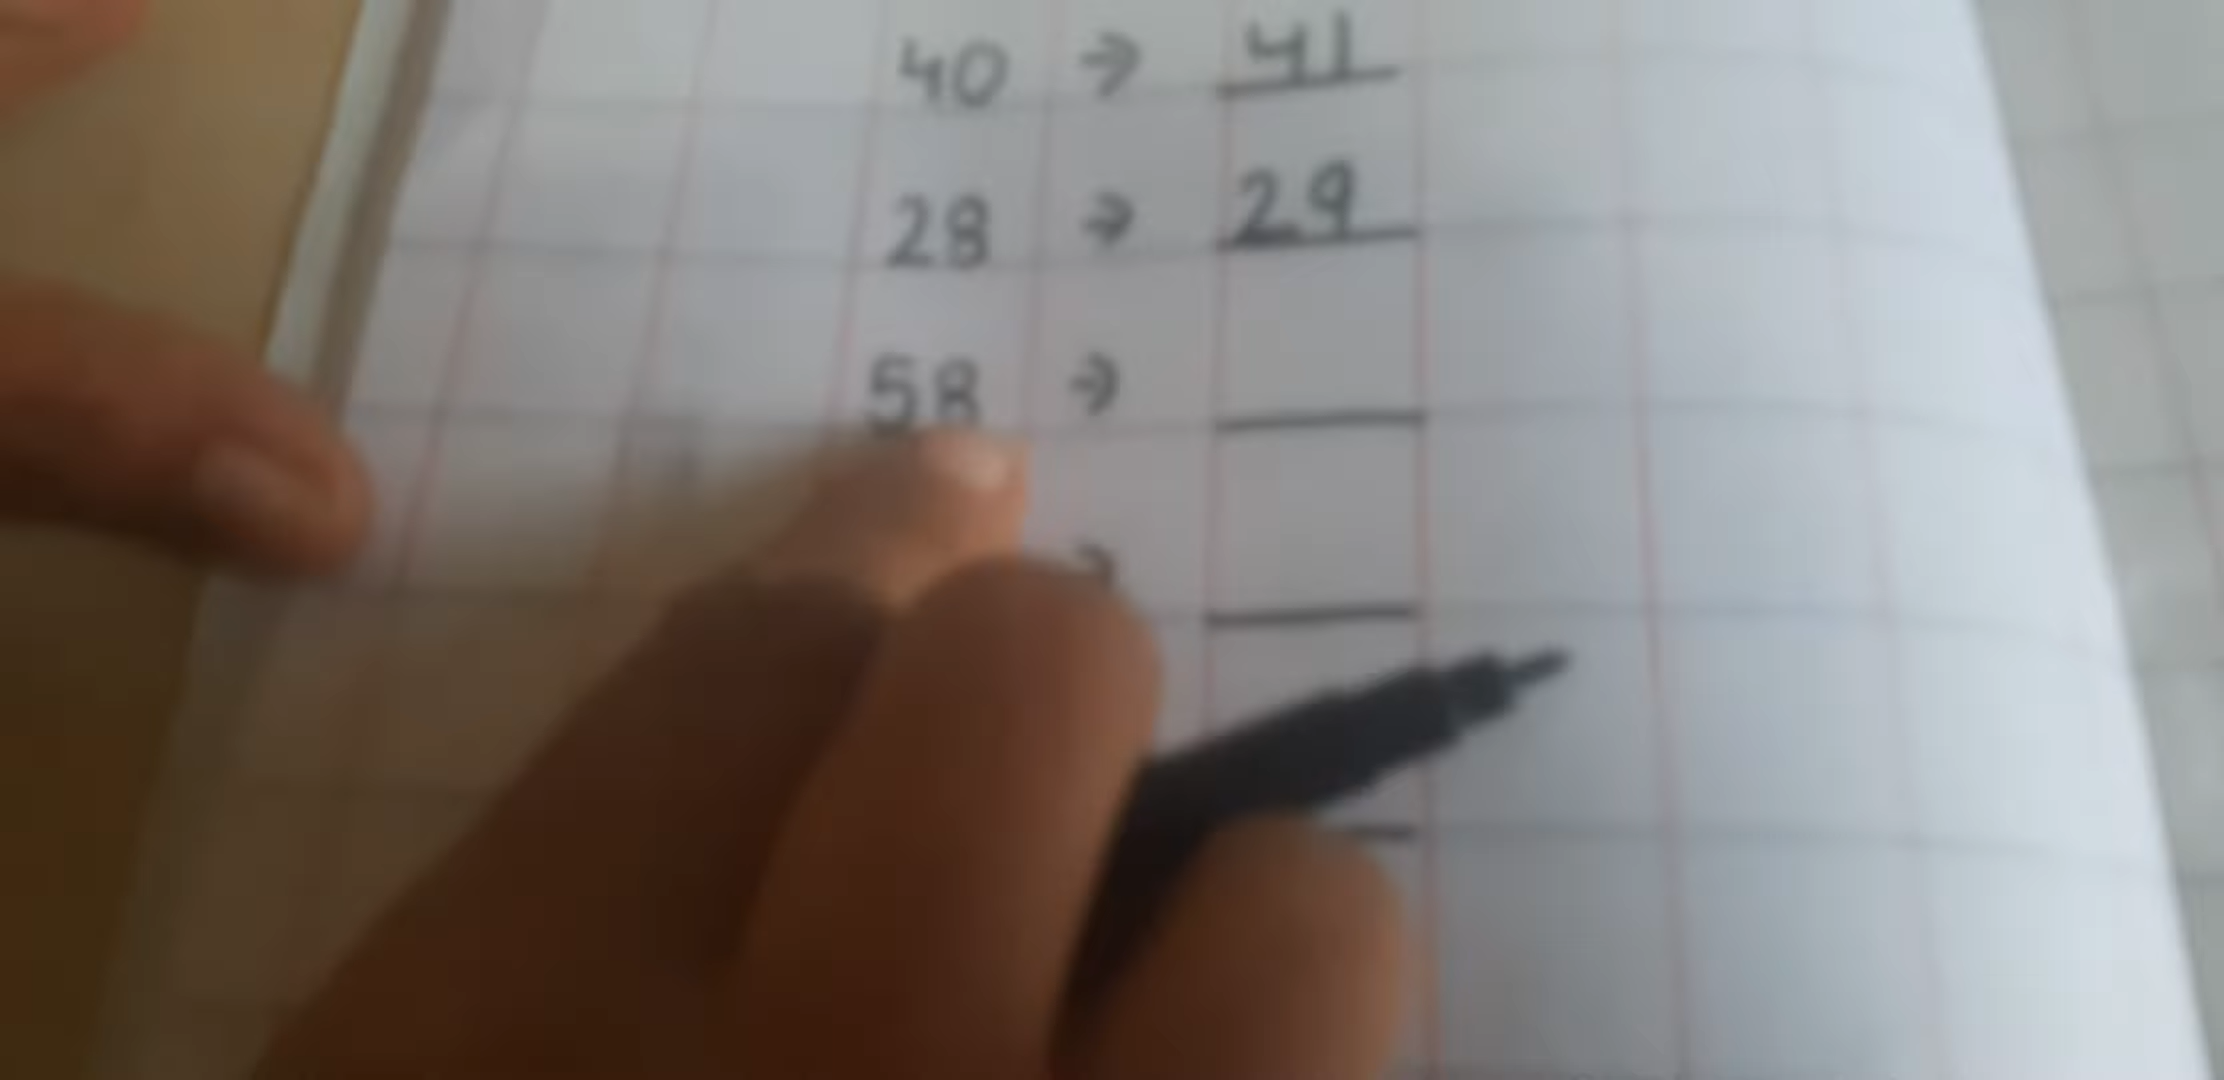 40 → 41
28 → 29
58 →
→